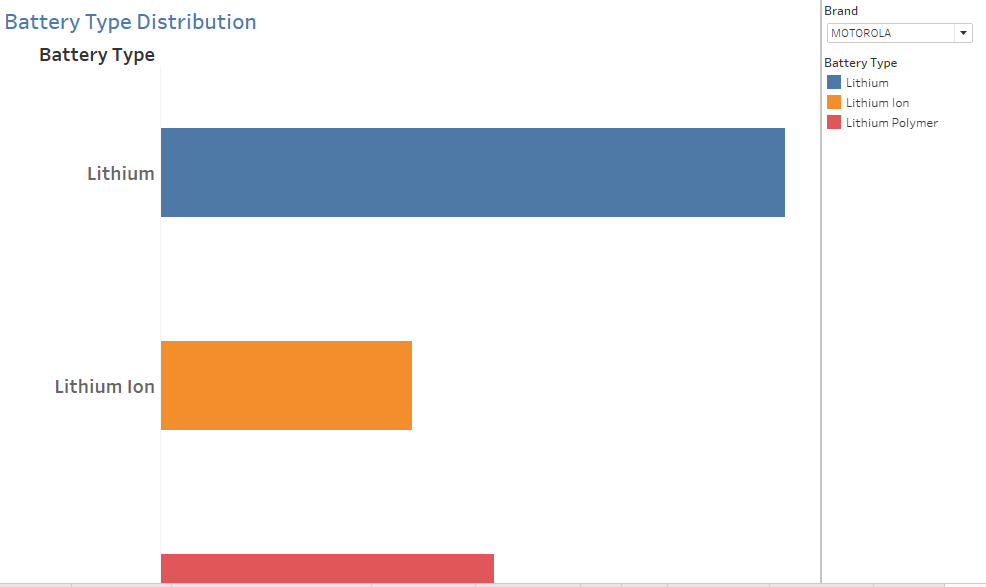 Battery Type Distribution
Battery Type
Lithium
Lithium Ion
Brand
MOTOROLA
Battery Type
Lithium
Lithium Ion
Lithium Polymer